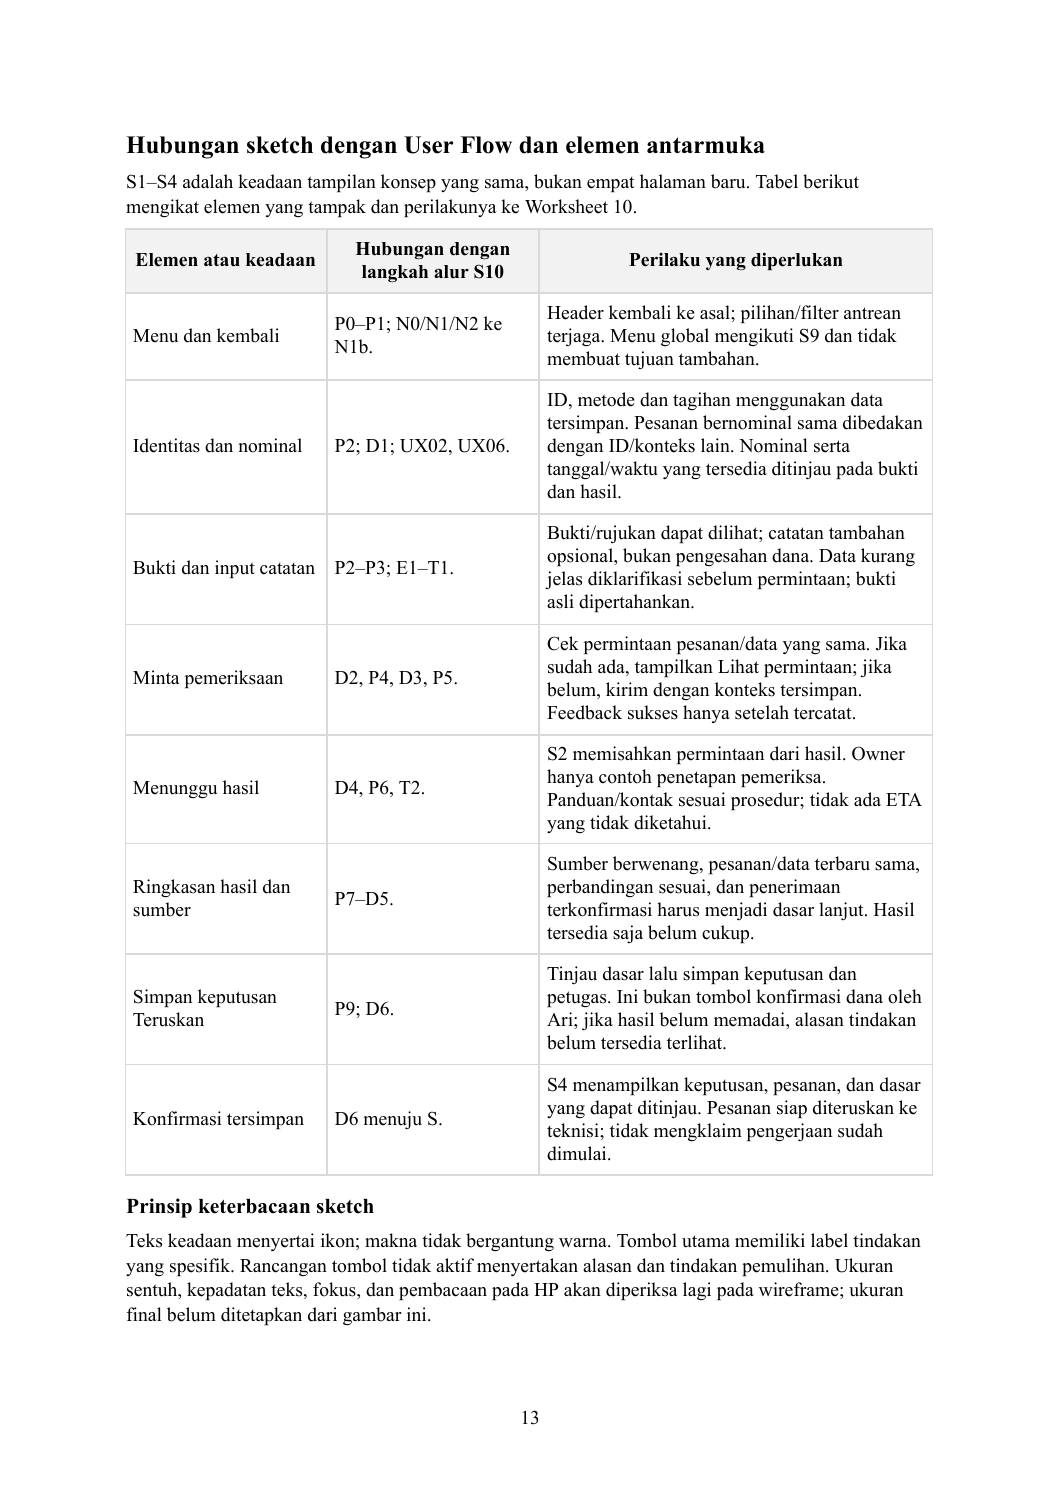 Hubungan sketch dengan User Flow dan elemen antarmuka
S1–S4 adalah keadaan tampilan konsep yang sama, bukan empat halaman baru. Tabel berikut
mengikat elemen yang tampak dan perilakunya ke Worksheet 10.
Elemen atau keadaan
Hubungan dengan
langkah alur S10
Perilaku yang diperlukan
Menu dan kembali
P0–P1; N0/N1/N2 ke
N1b.
Header kembali ke asal; pilihan/filter antrean
terjaga. Menu global mengikuti S9 dan tidak
membuat tujuan tambahan.
Identitas dan nominal
P2; D1; UX02, UX06.
ID, metode dan tagihan menggunakan data
tersimpan. Pesanan bernominal sama dibedakan
dengan ID/konteks lain. Nominal serta
tanggal/waktu yang tersedia ditinjau pada bukti
dan hasil.
Bukti dan input catatan
P2–P3; E1–T1.
Bukti/rujukan dapat dilihat; catatan tambahan
opsional, bukan pengesahan dana. Data kurang
jelas diklarifikasi sebelum permintaan; bukti
asli dipertahankan.
Minta pemeriksaan
D2, P4, D3, P5.
Cek permintaan pesanan/data yang sama. Jika
sudah ada, tampilkan Lihat permintaan; jika
belum, kirim dengan konteks tersimpan.
Feedback sukses hanya setelah tercatat.
Menunggu hasil
D4, P6, T2.
S2 memisahkan permintaan dari hasil. Owner
hanya contoh penetapan pemeriksa.
Panduan/kontak sesuai prosedur; tidak ada ETA
yang tidak diketahui.
Ringkasan hasil dan
sumber
P7–D5.
Sumber berwenang, pesanan/data terbaru sama,
perbandingan sesuai, dan penerimaan
terkonfirmasi harus menjadi dasar lanjut. Hasil
tersedia saja belum cukup.
Simpan keputusan
Teruskan
P9; D6.
Tinjau dasar lalu simpan keputusan dan
petugas. Ini bukan tombol konfirmasi dana oleh
Ari; jika hasil belum memadai, alasan tindakan
belum tersedia terlihat.
Konfirmasi tersimpan
D6 menuju S.
S4 menampilkan keputusan, pesanan, dan dasar
yang dapat ditinjau. Pesanan siap diteruskan ke
teknisi; tidak mengklaim pengerjaan sudah
dimulai.
Prinsip keterbacaan sketch
Teks keadaan menyertai ikon; makna tidak bergantung warna. Tombol utama memiliki label tindakan
yang spesifik. Rancangan tombol tidak aktif menyertakan alasan dan tindakan pemulihan. Ukuran
sentuh, kepadatan teks, fokus, dan pembacaan pada HP akan diperiksa lagi pada wireframe; ukuran
final belum ditetapkan dari gambar ini.
13